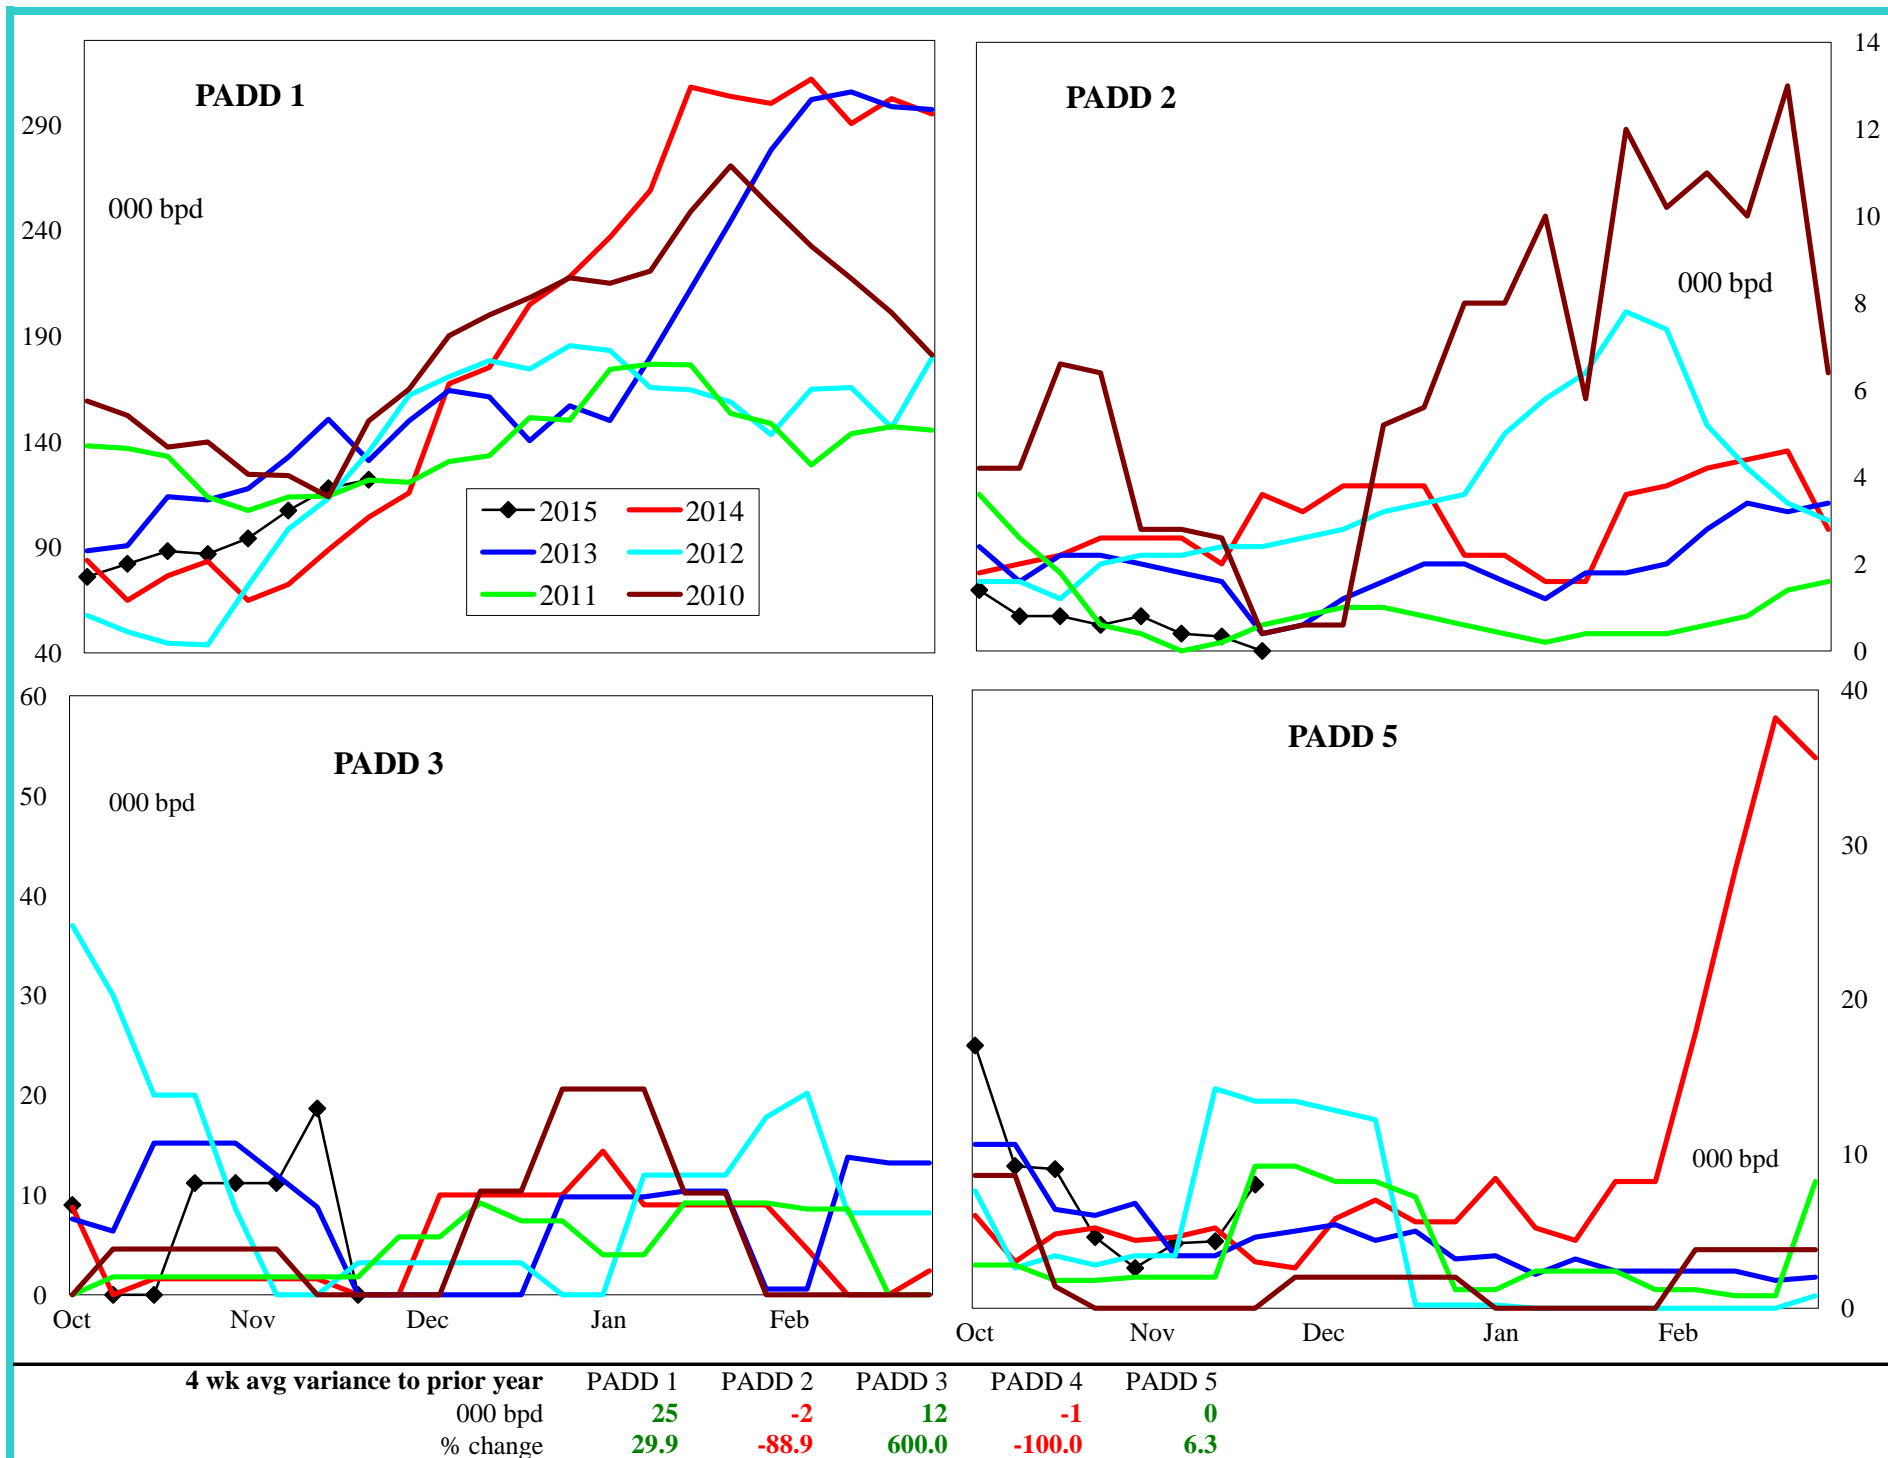 PADD 1
000 bpd
290
240
190
140
90
40
2015 2014
2013 2012
2011 2010
PADD 2
000 bpd
14
12
10
8
6
4
2
0
PADD 3
000 bpd
60
50
40
30
20
10
0
Oct Nov Dec Jan Feb
PADD 5
000 bpd
40
30
20
10
0
Oct Nov Dec Jan Feb
4 wk avg variance to prior year PADD 1 PADD 2 PADD 3 PADD 4 PADD 5
000 bpd 25 -2 12 -1 0
% change 29.9 -88.9 600.0 -100.0 6.3